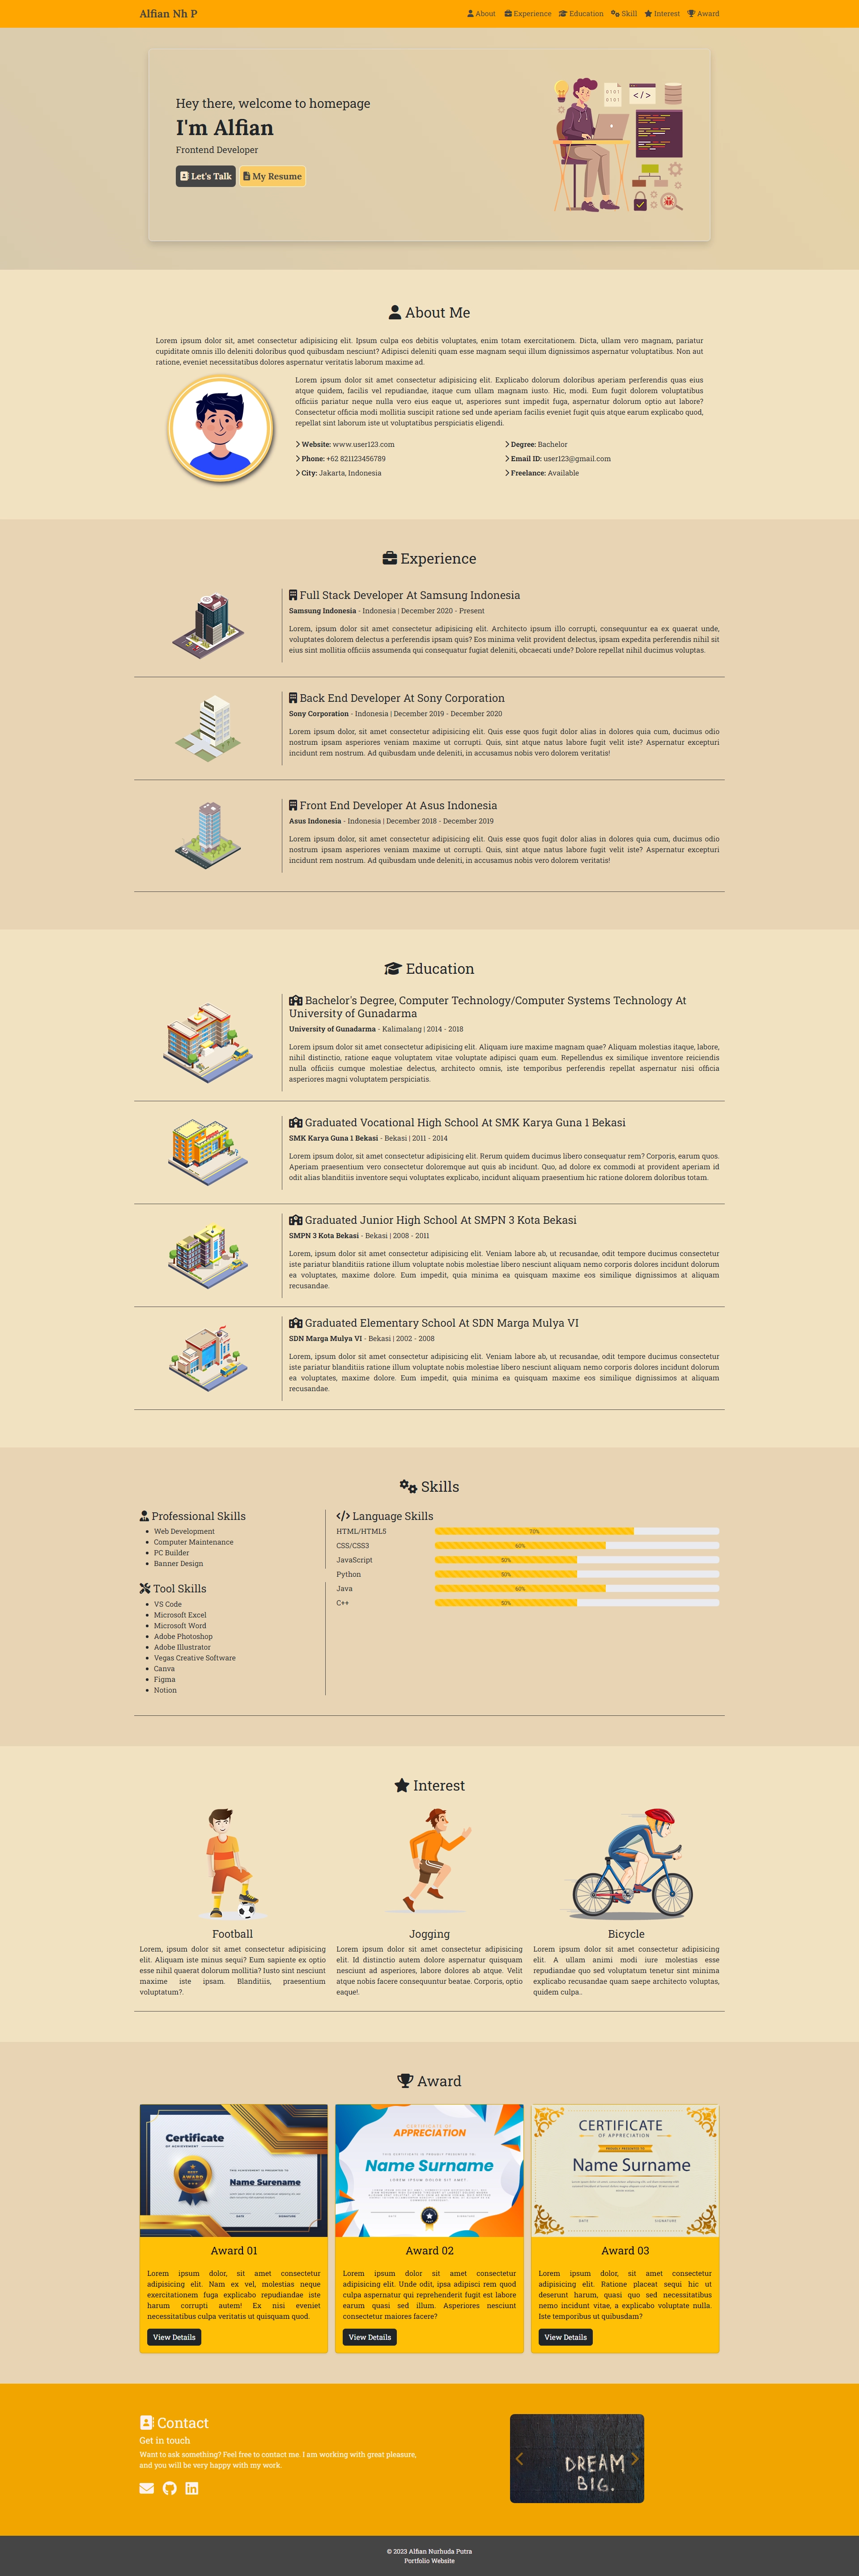 Alfian Nh P
About Experience Education Skill Interest Award
Hey there, welcome to homepage
I'm Alfian
Frontend Developer
Let's Talk My Resume
About Me
Lorem ipsum dolor sit, amet consectetur adipisicing elit. Ipsum culpa eos debitis voluptates, enim totam exercitationem. Dicta, ullam vero magnam, pariatur
cupiditate omnis illo deleniti doloribus quod quibusdam nesciunt? Adipisci deleniti quam esse magnam sequi illum dignissimos aspernatur voluptatibus. Non aut
ratione, eveniet necessitatibus dolores aspernatur veritatis laborum maxime ad.
Lorem ipsum dolor sit amet consectetur adipisicing elit. Explicabo dolorum doloribus aperiam perferendis quas eius
atque quidem, facilis vel repudiandae, itaque cum ullam magnam iusto. Hic, modi. Eum fugit dolorem voluptatibus
officiis pariatur neque nulla vero eius eaque ut, asperiores sunt impedit fuga, aspernatur dolorum optio aut labore?
Consectetur officia modi mollitia suscipit ratione sed unde aperiam facilis eveniet fugit quis atque earum explicabo quod,
repellat sint laborum iste ut voluptatibus perspiciatis eligendi.
Website: www.user123.com
Phone: +62 821123456789
City: Jakarta, Indonesia
Degree: Bachelor
Email ID: user123@gmail.com
Freelance: Available
Experience
Full Stack Developer At Samsung Indonesia
Samsung Indonesia - Indonesia | December 2020 - Present
Lorem, ipsum dolor sit amet consectetur adipisicing elit. Architecto ipsum illo corrupti, consequuntur ea ex quaerat unde,
voluptates dolorem delectus a perferendis ipsam quis? Eos minima velit provident delectus, ipsam expedita perferendis nihil sit
eius sint mollitia officiis assumenda qui consequatur fugiat deleniti, obcaecati unde? Dolore repellat nihil ducimus voluptas.
Back End Developer At Sony Corporation
Sony Corporation - Indonesia | December 2019 - December 2020
Lorem ipsum dolor, sit amet consectetur adipisicing elit. Quis esse quos fugit dolor alias in dolores quia cum, ducimus odio
nostrum ipsam asperiores veniam maxime ut corrupti. Quis, sint atque natus labore fugit velit iste? Aspernatur excepturi
incidunt rem nostrum. Ad quibusdam unde deleniti, in accusamus nobis vero dolorem veritatis!
Front End Developer At Asus Indonesia
Asus Indonesia - Indonesia | December 2018 - December 2019
Lorem ipsum dolor, sit amet consectetur adipisicing elit. Quis esse quos fugit dolor alias in dolores quia cum, ducimus odio
nostrum ipsam asperiores veniam maxime ut corrupti. Quis, sint atque natus labore fugit velit iste? Aspernatur excepturi
incidunt rem nostrum. Ad quibusdam unde deleniti, in accusamus nobis vero dolorem veritatis!
Education
Bachelor's Degree, Computer Technology/Computer Systems Technology At
University of Gunadarma
University of Gunadarma - Kalimalang | 2014 - 2018
Lorem ipsum dolor sit amet consectetur adipisicing elit. Aliquam iure maxime magnam quae? Aliquam molestias itaque, labore,
nihil distinctio, ratione eaque voluptatem vitae voluptate adipisci quam eum. Repellendus ex similique inventore reiciendis
nulla officiis cumque molestiae delectus, architecto omnis, iste temporibus perferendis repellat aspernatur nisi officia
asperiores magni voluptatem perspiciatis.
Graduated Vocational High School At SMK Karya Guna 1 Bekasi
SMK Karya Guna 1 Bekasi - Bekasi | 2011 - 2014
Lorem ipsum dolor, sit amet consectetur adipisicing elit. Rerum quidem ducimus libero consequatur rem? Corporis, earum quos.
Aperiam praesentium vero consectetur doloremque aut quis ab incidunt. Quo, ad dolore ex commodi at provident aperiam id
odit alias blanditiis inventore sequi voluptates explicabo, incidunt aliquam praesentium hic ratione dolorem doloribus totam.
Graduated Junior High School At SMPN 3 Kota Bekasi
SMPN 3 Kota Bekasi - Bekasi | 2008 - 2011
Lorem, ipsum dolor sit amet consectetur adipisicing elit. Veniam labore ab, ut recusandae, odit tempore ducimus consectetur
iste pariatur blanditiis ratione illum voluptate nobis molestiae libero nesciunt aliquam nemo corporis dolores incidunt dolorum
ea voluptates, maxime dolore. Eum impedit, quia minima ea quisquam maxime eos similique dignissimos at aliquam
recusandae.
Graduated Elementary School At SDN Marga Mulya VI
SDN Marga Mulya VI - Bekasi | 2002 - 2008
Lorem, ipsum dolor sit amet consectetur adipisicing elit. Veniam labore ab, ut recusandae, odit tempore ducimus consectetur
iste pariatur blanditiis ratione illum voluptate nobis molestiae libero nesciunt aliquam nemo corporis dolores incidunt dolorum
ea voluptates, maxime dolore. Eum impedit, quia minima ea quisquam maxime eos similique dignissimos at aliquam
recusandae.
Skills
Professional Skills
Web Development
Computer Maintenance
PC Builder
Banner Design
Tool Skills
VS Code
Microsoft Excel
Microsoft Word
Adobe Photoshop
Adobe Illustrator
Vegas Creative Software
Canva
Figma
Notion
Language Skills
HTML/HTML5 70%
CSS/CSS3 60%
JavaScript 50%
Python 50%
Java 60%
C++ 50%
Interest
Football
Lorem, ipsum dolor sit amet consectetur adipisicing
elit. Aliquam iste minus sequi? Eum sapiente ex optio
esse nihil quaerat dolorum mollitia? Iusto sint nesciunt
maxime iste ipsam. Blanditiis, praesentium
voluptatum?.
Jogging
Lorem ipsum dolor sit amet consectetur adipisicing
elit. Id distinctio autem dolore aspernatur quisquam
nesciunt ad asperiores, labore dolores ab atque. Velit
atque nobis facere consequuntur beatae. Corporis, optio
eaque!.
Bicycle
Lorem ipsum dolor sit amet consectetur adipisicing
elit. A ullam animi modi iure molestias esse
repudiandae quo sed voluptatum tenetur sint minima
explicabo recusandae quam saepe architecto voluptas,
quidem culpa..
Award
Certificate
OF ACHIEVEMENT
BEST
AWARD
Name Surename
DATE SIGNATURE
CERTIFICATE OF
APPRECIATION
Name Surname
CERTIFICATE
OF APPRECIATION
Name Surname
DATE SIGNATURE
Award 01
Lorem ipsum dolor, sit amet consectetur
adipisicing elit. Nam ex vel, molestias neque
exercitationem fuga explicabo repudiandae iste
harum corrupti autem! Ex nisi eveniet
necessitatibus culpa veritatis ut quisquam quod.
View Details
Award 02
Lorem ipsum dolor sit amet consectetur
adipisicing elit. Unde odit, ipsa adipisci rem quod
culpa aspernatur qui reprehenderit fugit est labore
earum quasi sed illum. Asperiores nesciunt
consectetur maiores facere?
View Details
Award 03
Lorem ipsum dolor, sit amet consectetur
adipisicing elit. Ratione placeat sequi hic ut
deserunt harum, quasi quo sed necessitatibus
nemo incidunt vitae, a explicabo voluptate nulla.
Iste temporibus ut quibusdam?
View Details
Contact
Get in touch
Want to ask something? Feel free to contact me. I am working with great pleasure,
and you will be very happy with my work.
DREAM
BIG.
© 2023 Alfian Nurhuda Putra
Portfolio Website